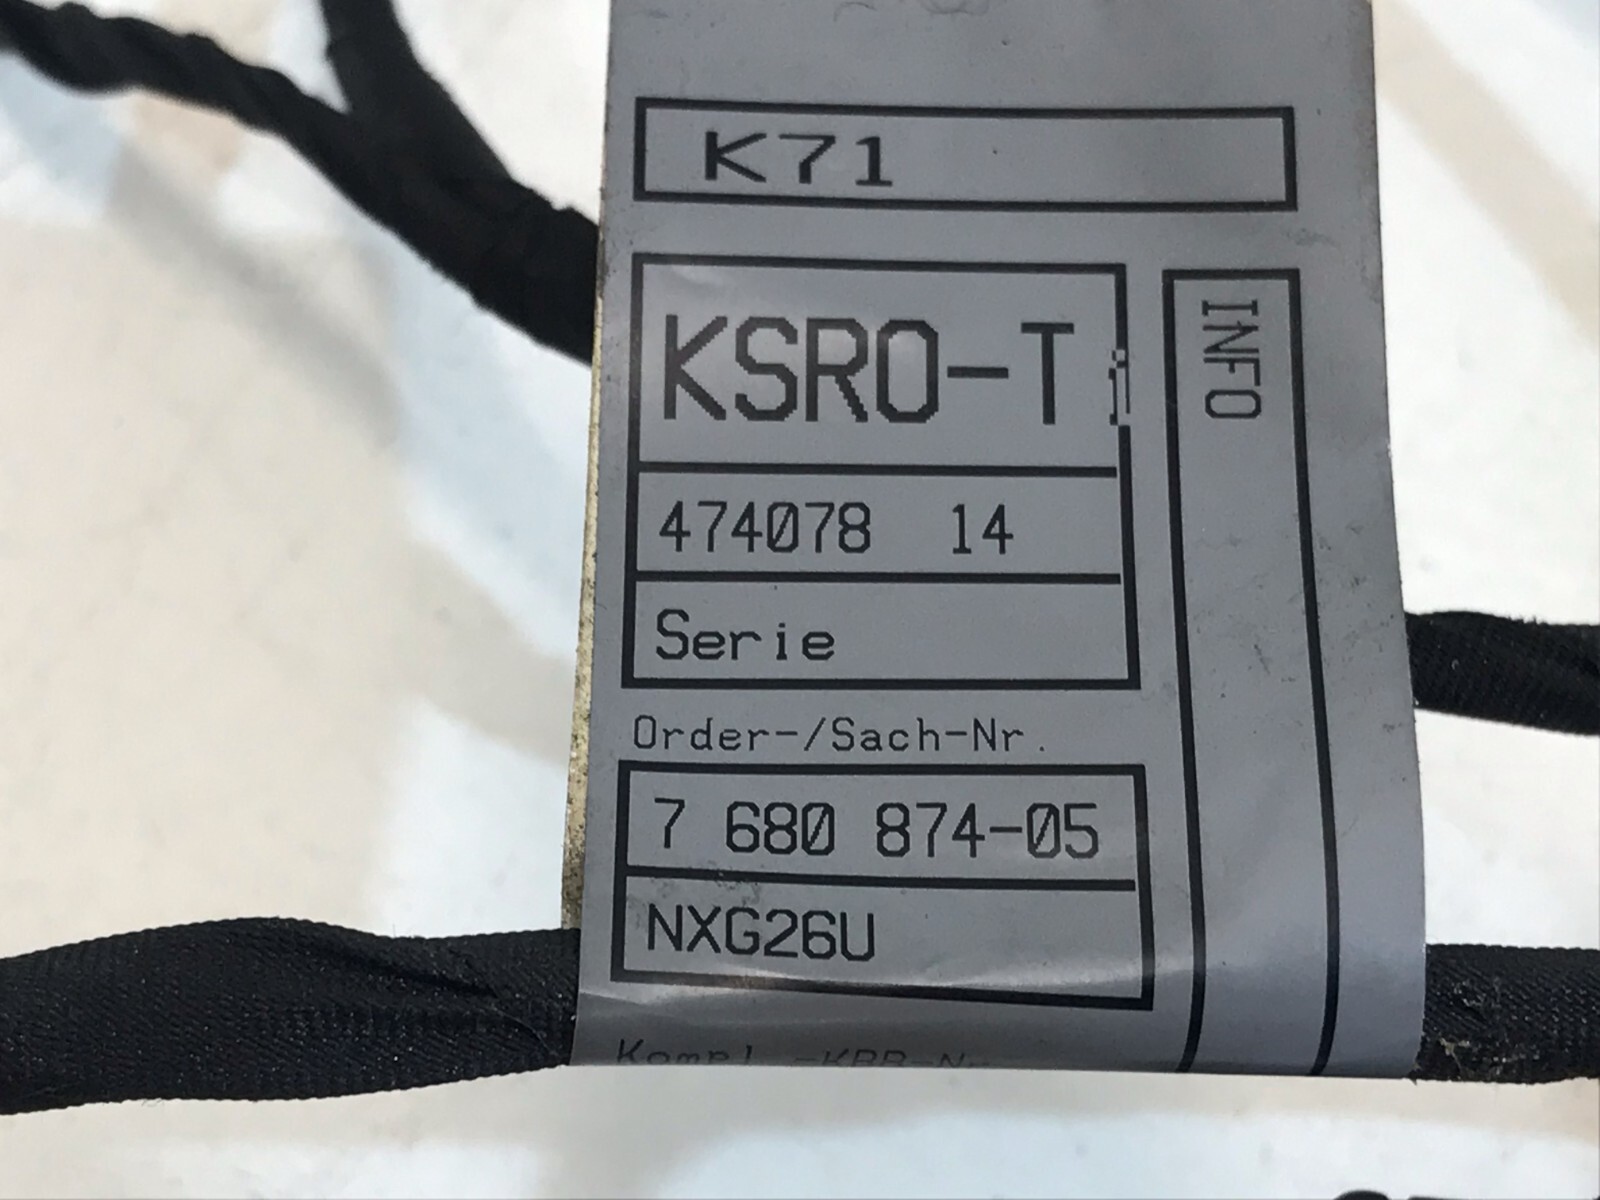 K71
KSRO-T
INFO
474078 14
Serie
Order-/Sach-Nr.
7 680 874-05
NXG26U